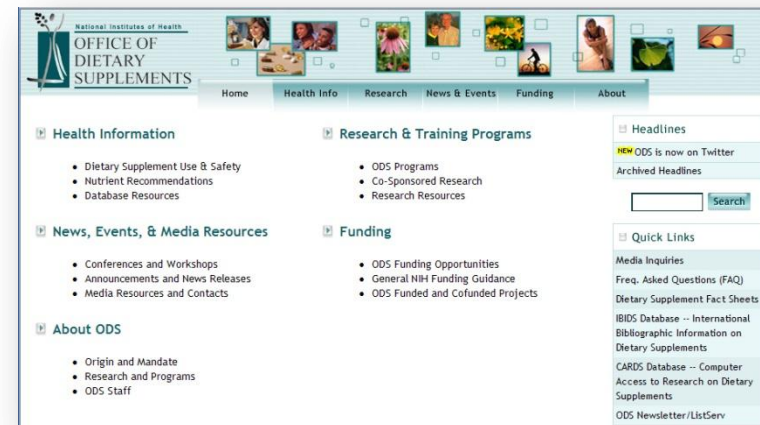 National Institutes of Health
OFFICE OF
DIETARY
SUPPLEMENTS
Home Health Info Research News & Events Funding About
Health Information
• Dietary Supplement Use & Safety
• Nutrient Recommendations
• Database Resources
Research & Training Programs
• ODS Programs
• Co-Sponsored Research
• Research Resources
News, Events, & Media Resources
• Conferences and Workshops
• Announcements and News Releases
• Media Resources and Contacts
Funding
• ODS Funding Opportunities
• General NIH Funding Guidance
• ODS Funded and Cofunded Projects
About ODS
• Origin and Mandate
• Research and Programs
• ODS Staff
Headlines
NEW ODS is now on Twitter
Archived Headlines
Search
Quick Links
Media Inquiries
Freq. Asked Questions (FAQ)
Dietary Supplement Fact Sheets
IBIDS Database -- International
Bibliographic Information on
Dietary Supplements
CARDS Database -- Computer
Access to Research on Dietary
Supplements
ODS Newsletter/ListServ